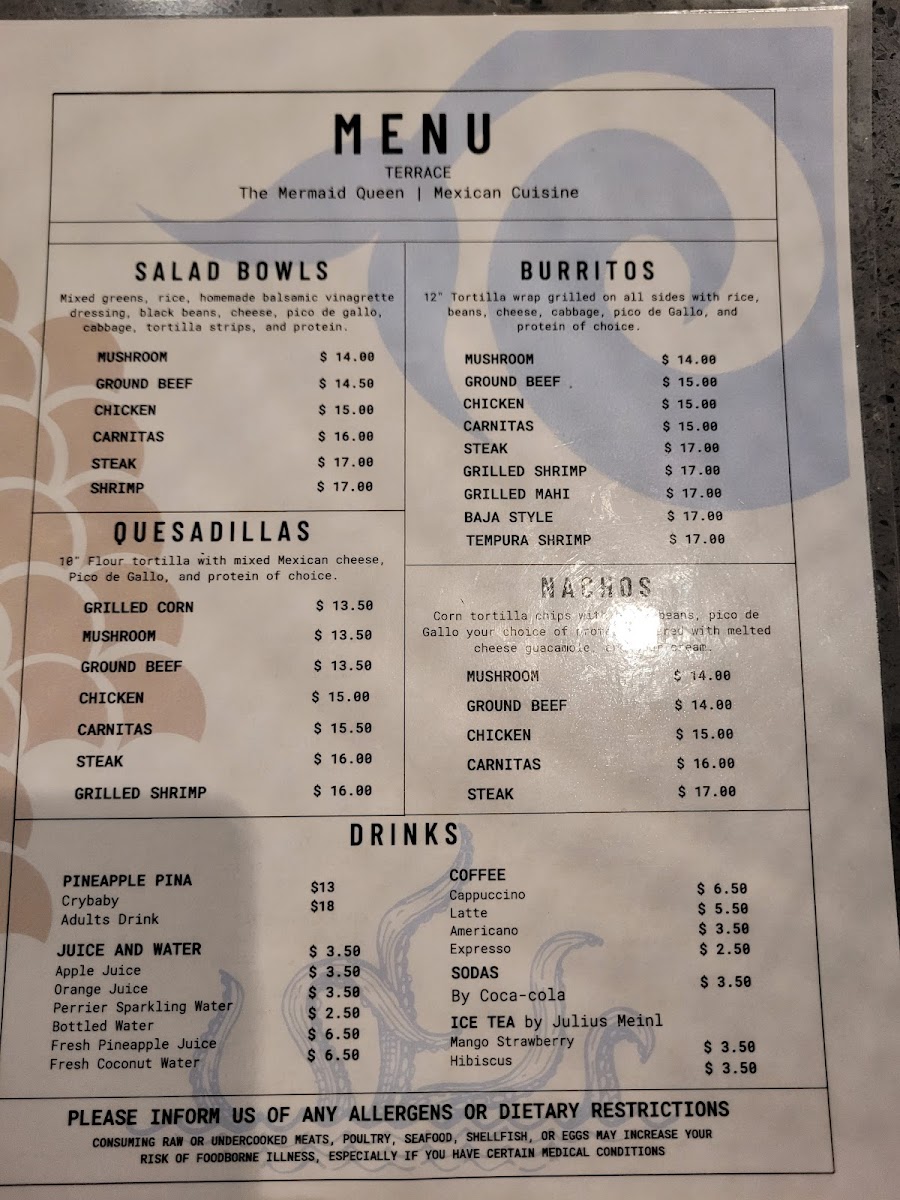 MENU
TERRACE
The Mermaid Queen | Mexican Cuisine
SALAD BOWLS
Mixed greens, rice, homemade balsamic vinagrette
dressing, black beans, cheese, pico de gallo,
cabbage, tortilla strips, and protein.
MUSHROOM $ 14.00
GROUND BEEF $ 14.50
CHICKEN $ 15.00
CARNITAS $ 16.00
STEAK $ 17.00
SHRIMP $ 17.00
QUESADILLAS
10" Flour tortilla with mixed Mexican cheese,
Pico de Gallo, and protein of choice.
GRILLED CORN $ 13.50
MUSHROOM $ 13.50
GROUND BEEF $ 13.50
CHICKEN $ 15.00
CARNITAS $ 15.50
STEAK $ 16.00
GRILLED SHRIMP $ 16.00
BURRITOS
12" Tortilla wrap grilled on all sides with rice,
beans, cheese, cabbage, pico de Gallo, and
protein of choice.
MUSHROOM $ 14.00
GROUND BEEF $ 15.00
CHICKEN $ 15.00
CARNITAS $ 15.00
STEAK $ 17.00
GRILLED SHRIMP $ 17.00
GRILLED MAHI $ 17.00
BAJA STYLE $ 17.00
TEMPURA SHRIMP $ 17.00
NACHOS
Corn tortilla chips with beans, pico de
Gallo your choice of with melted
cheese guacamole, cream.
MUSHROOM $ 14.00
GROUND BEEF $ 14.00
CHICKEN $ 15.00
CARNITAS $ 16.00
STEAK $ 17.00
DRINKS
PINEAPPLE PINA $13
Crybaby $18
Adults Drink
JUICE AND WATER $ 3.50
Apple Juice $ 3.50
Orange Juice $ 3.50
Perrier Sparkling Water $ 2.50
Bottled Water $ 6.50
Fresh Pineapple Juice $ 6.50
Fresh Coconut Water
COFFEE
Cappuccino $ 6.50
Latte $ 5.50
Americano $ 3.50
Expresso $ 2.50
SODAS $ 3.50
By Coca-cola
ICE TEA by Julius Meinl
Mango Strawberry $ 3.50
Hibiscus $ 3.50
PLEASE INFORM US OF ANY ALLERGENS OR DIETARY RESTRICTIONS
CONSUMING RAW OR UNDERCOOKED MEATS, POULTRY, SEAFOOD, SHELLFISH, OR EGGS MAY INCREASE YOUR
RISK OF FOODBORNE ILLNESS, ESPECIALLY IF YOU HAVE CERTAIN MEDICAL CONDITIONS